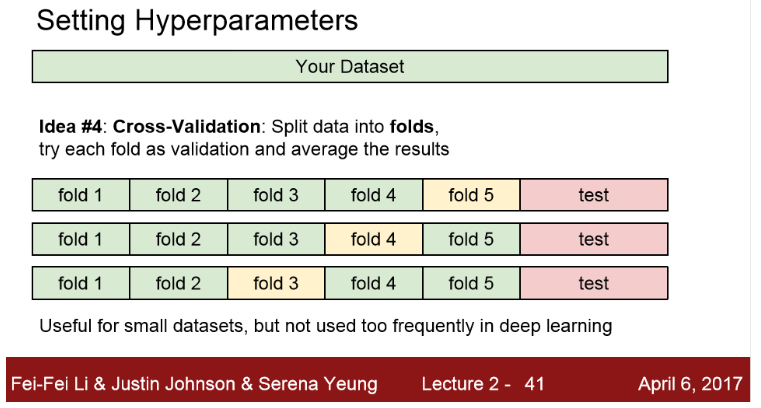 Setting Hyperparameters
Your Dataset
Idea #4: Cross-Validation: Split data into folds,
try each fold as validation and average the results
fold 1 fold 2 fold 3 fold 4 fold 5 test
fold 1 fold 2 fold 3 fold 4 fold 5 test
fold 1 fold 2 fold 3 fold 4 fold 5 test
Useful for small datasets, but not used too frequently in deep learning
Fei-Fei Li & Justin Johnson & Serena Yeung Lecture 2 - 41 April 6, 2017